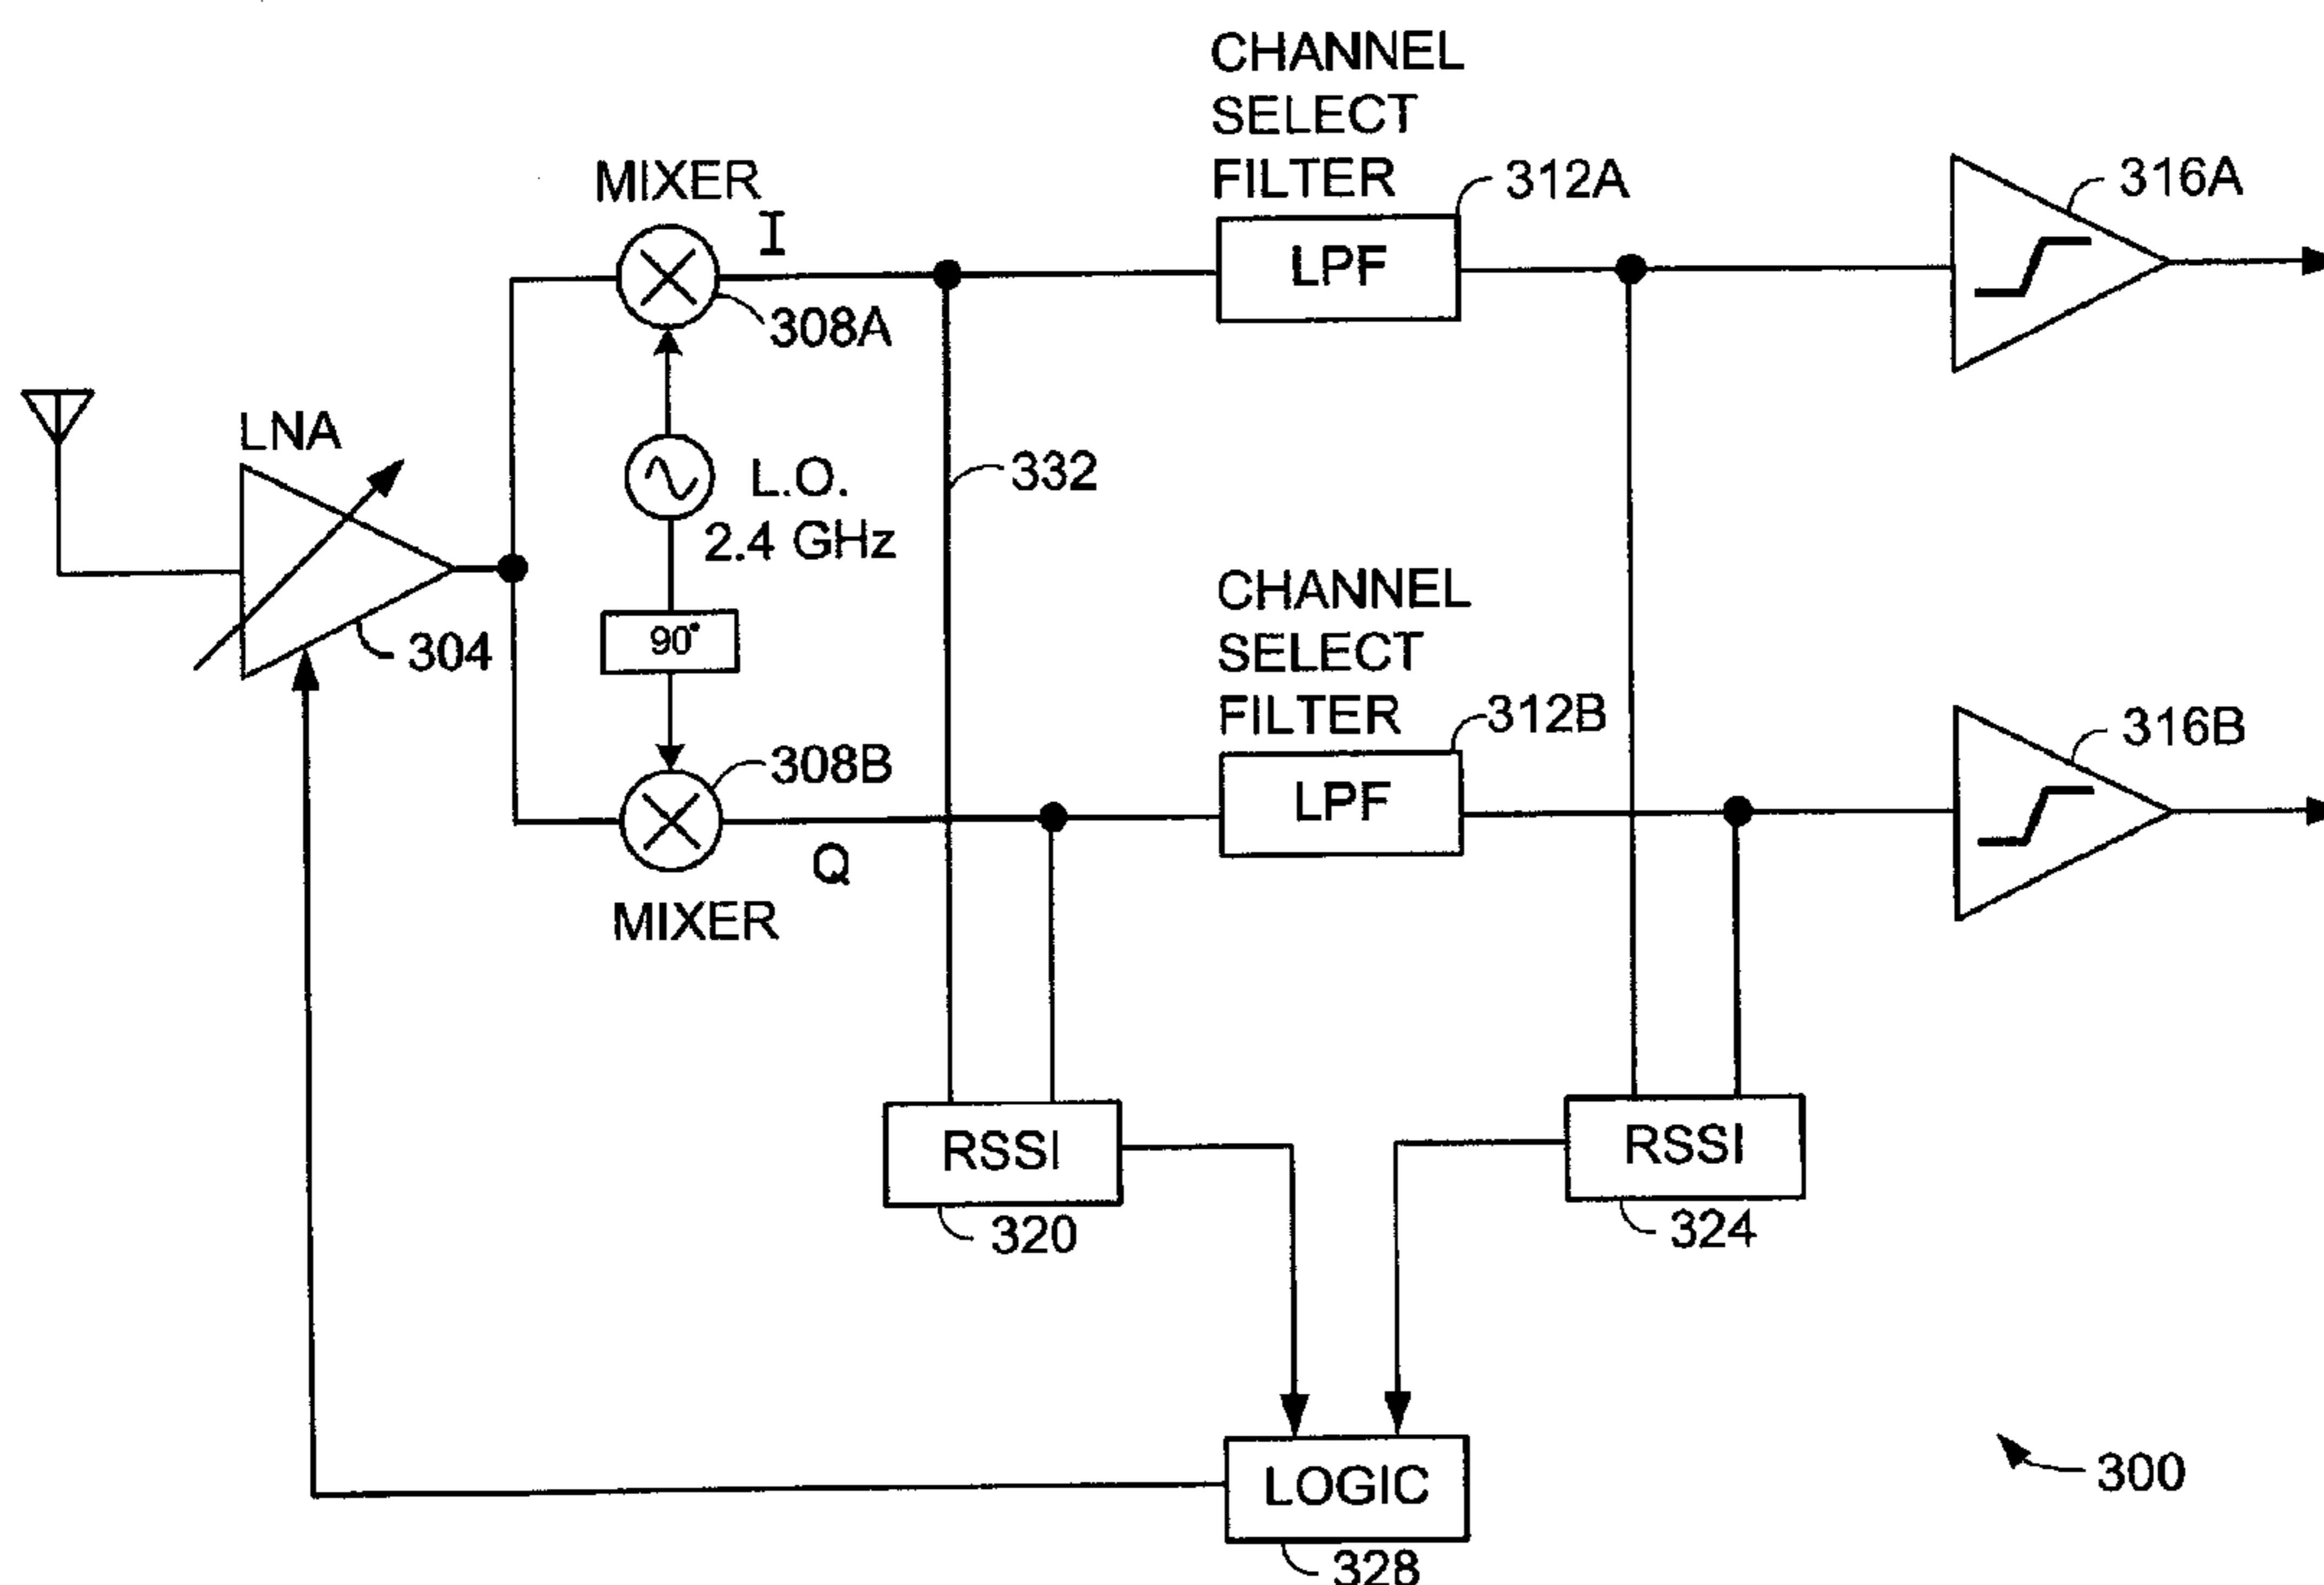 CHANNEL
SELECT
FILTER
312A
MIXER
I
LPF
316A
308A
LNA
L.O.
2.4 GHz
332
90°
304
CHANNEL
SELECT
FILTER
312B
LPF
316B
308B
Q
MIXER
RSSI
320
RSSI
324
LOGIC
328
300